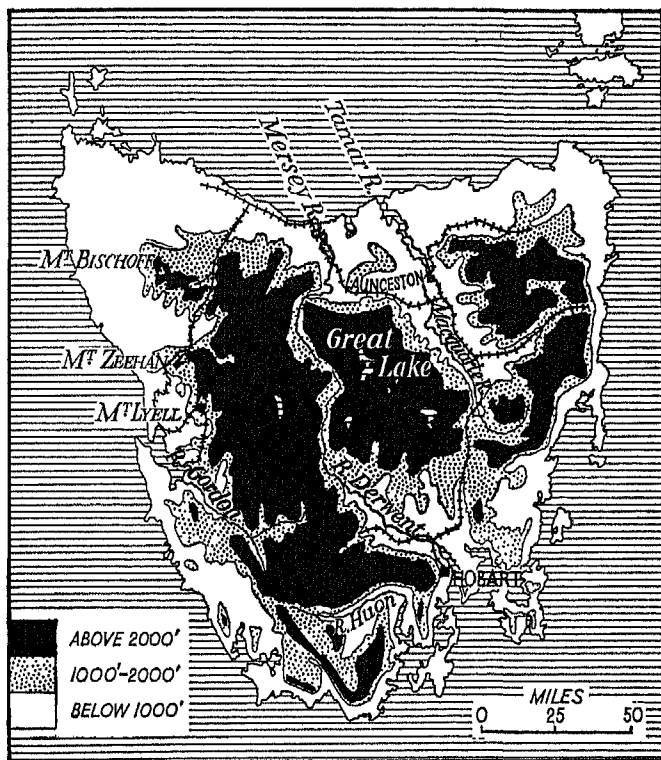 Mersey R.
Tamar R.
MT BISCHOFF
LAUNCESTON
Macquarie R.
Great
Lake
MT ZEEHAN
MT LYELL
R. Gordon
R. Derwent
HOBART
R. Huon
ABOVE 2000'
1000'-2000'
BELOW 1000'
MILES
0 25 50